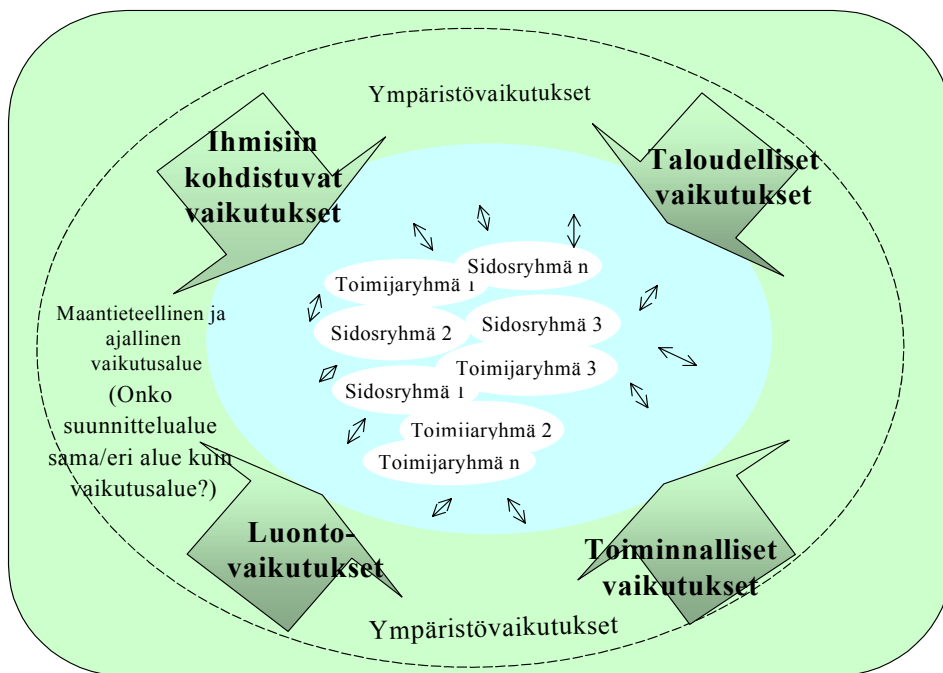 Ympäristövaikutukset
Ihmisiin
kohdistuvat
vaikutukset
Taloudelliset
vaikutukset
Sidosryhmä n
Toimijaryhmä 1
Sidosryhmä 2
Sidosryhmä 3
Toimijaryhmä 3
Sidosryhmä 1
Toimijaryhmä 2
Toimijaryhmä n
Maantieteellinen ja
ajallinen
vaikutusalue
(Onko
suunnittelualue
sama/eri alue kuin
vaikutusalue?)
Luonto-
vaikutukset
Toiminnalliset
vaikutukset
Ympäristövaikutukset